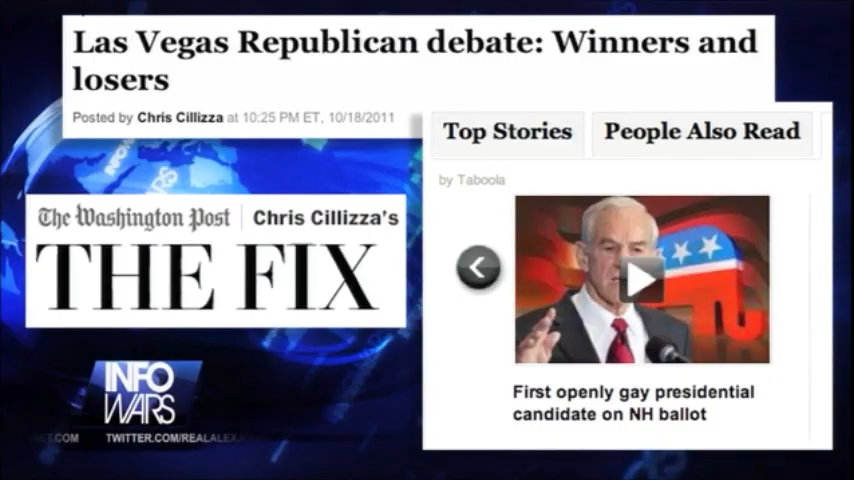 Las Vegas Republican debate: Winners and
losers
Posted by Chris Cillizza at 10:25 PM ET, 10/18/2011
Top Stories
People Also Read
by Taboola
The Washington Post
Chris Cillizza's
THE FIX
First openly gay presidential
candidate on NH ballot
INFO
WARS
.COM
TWITTER.COM/REALALEX